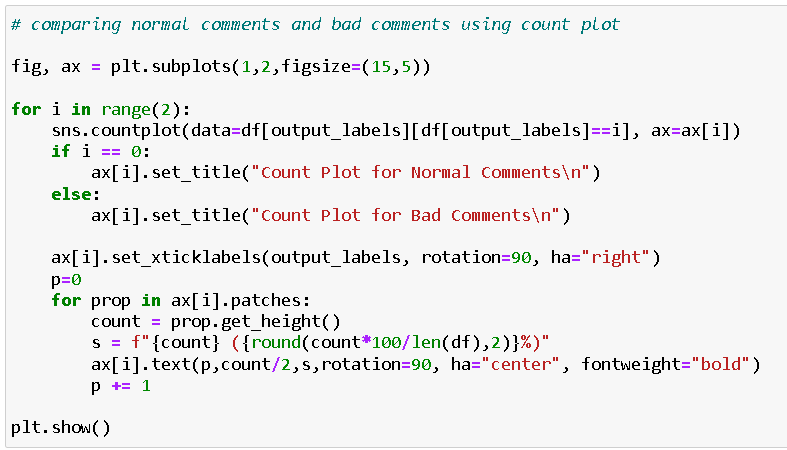 # comparing normal comments and bad comments using count plot
fig, ax = plt.subplots(1,2,figsize=(15,5))
for i in range(2):
    sns.countplot(data=df[output_labels][df[output_labels]==i], ax=ax[i])
    if i == 0:
        ax[i].set_title("Count Plot for Normal Comments\n")
    else:
        ax[i].set_title("Count Plot for Bad Comments\n")
    ax[i].set_xticklabels(output_labels, rotation=90, ha="right")
    p=0
    for prop in ax[i].patches:
        count = prop.get_height()
        s = f"{count} ({round(count*100/len(df),2)}%)"
        ax[i].text(p,count/2,s,rotation=90, ha="center", fontweight="bold")
        p += 1
plt.show()